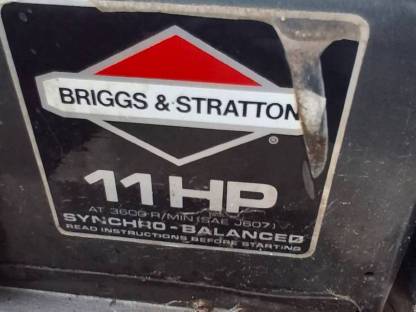 BRIGGS & STRATTON
®
11 HP
AT 3600 R/MIN (SAE J607)
SYNCHRO-BALANCED
READ INSTRUCTIONS BEFORE STARTING